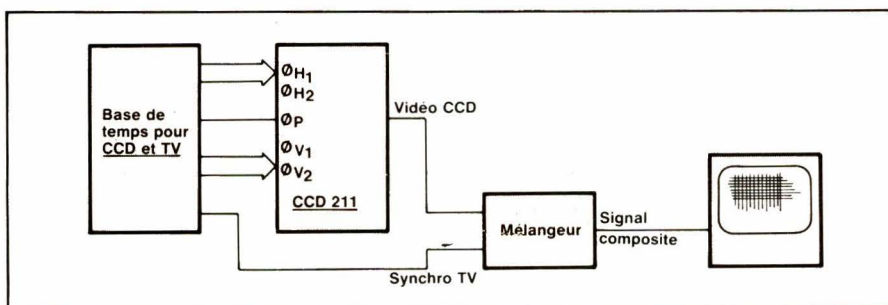 Base de
temps pour
CCD et TV
ØH1
ØH2
ØP
ØV1
ØV2
CCD 211
Vidéo CCD
Synchro TV
Mélangeur
Signal
composite